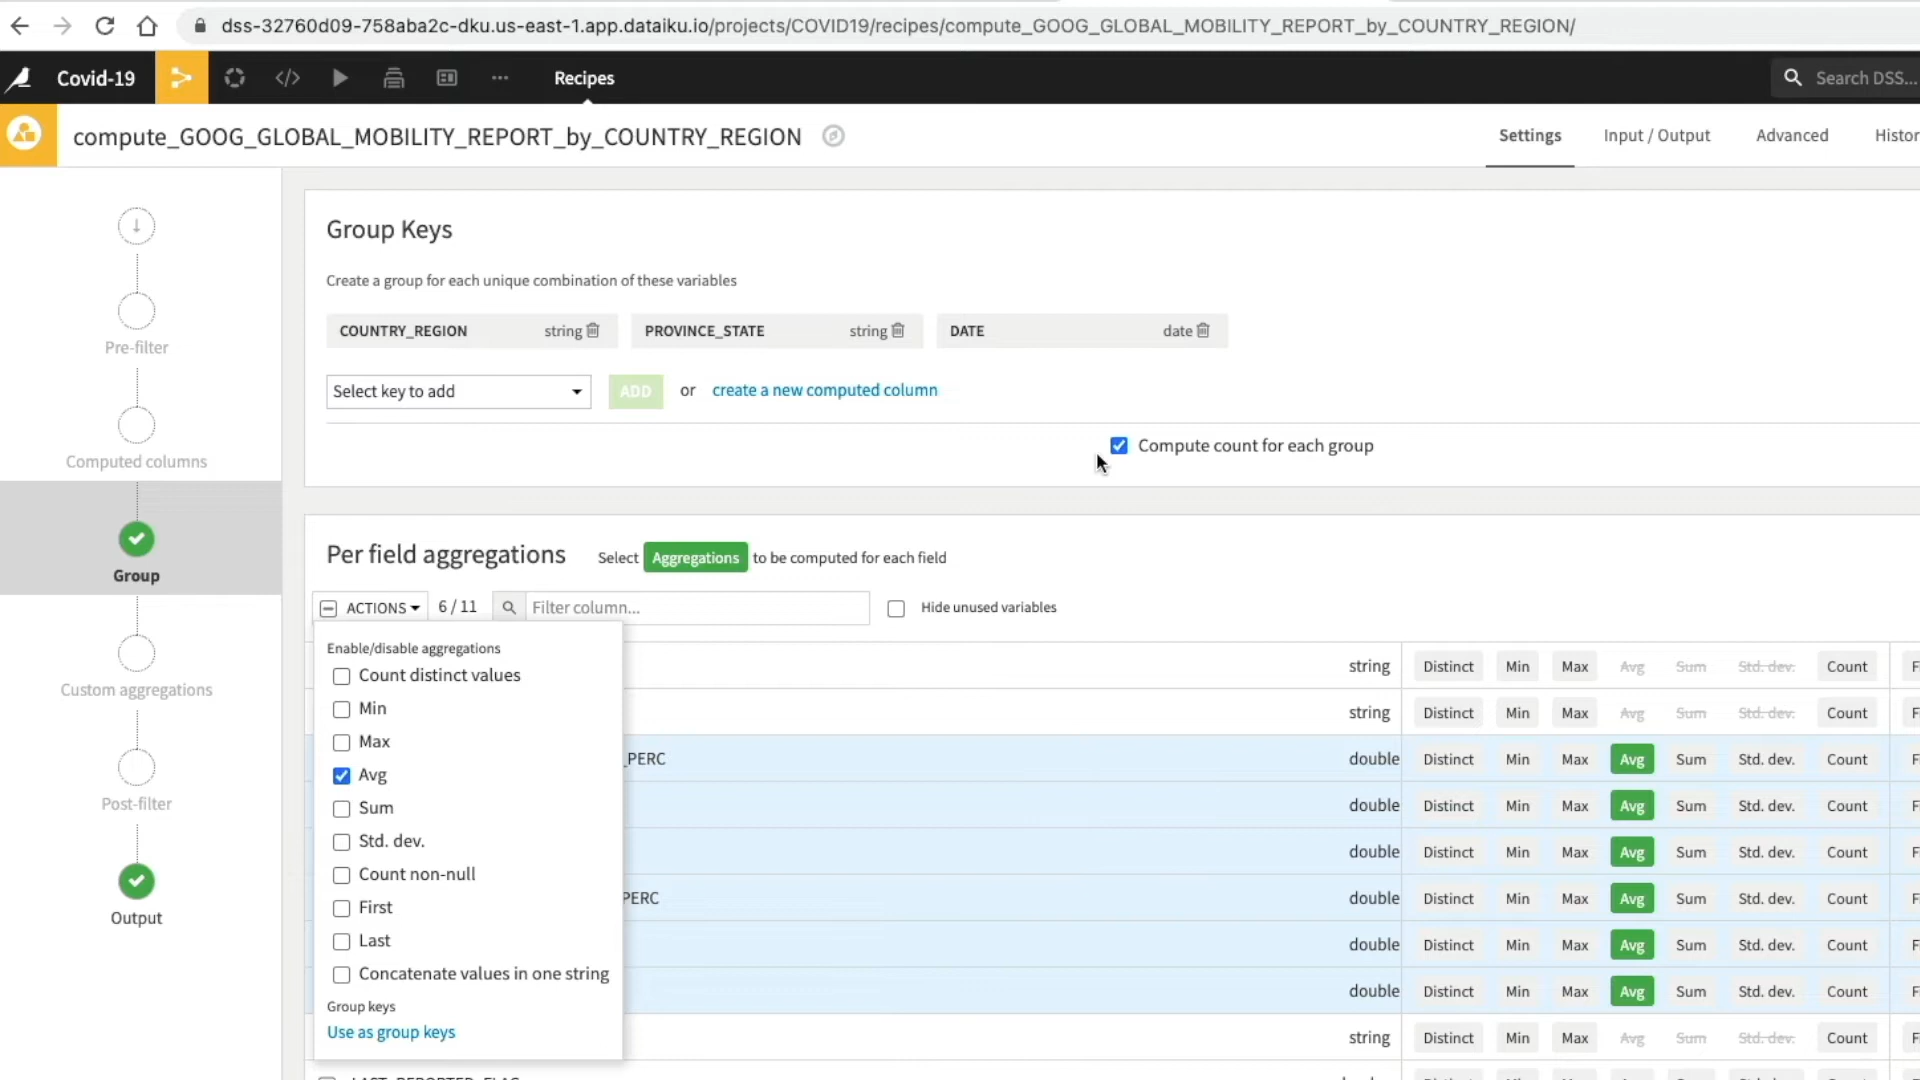 dss-32760d09-758aba2c-dku.us-east-1.app.dataiku.io/projects/COVID19/recipes/compute_GOOG_GLOBAL_MOBILITY_REPORT_by_COUNTRY_REGION/
Covid-19 Recipes Search DSS...
compute_GOOG_GLOBAL_MOBILITY_REPORT_by_COUNTRY_REGION Settings Input / Output Advanced Histor
Group Keys
Create a group for each unique combination of these variables
COUNTRY_REGION string PROVINCE_STATE string DATE date
Pre-filter
Select key to add ADD or create a new computed column
Compute count for each group
Computed columns
Per field aggregations Select Aggregations to be computed for each field
Group
ACTIONS 6 / 11 Filter column... Hide unused variables
Enable/disable aggregations
Count distinct values
Min
Max
Avg
Sum
Std. dev.
Count non-null
First
Last
Concatenate values in one string
Group keys
Use as group keys
Custom aggregations
Post-filter
Output
string Distinct Min Max Avg Sum Std. dev. Count F
string Distinct Min Max Avg Sum Std. dev. Count F
_PERC double Distinct Min Max Avg Sum Std. dev. Count F
double Distinct Min Max Avg Sum Std. dev. Count F
double Distinct Min Max Avg Sum Std. dev. Count F
PERC double Distinct Min Max Avg Sum Std. dev. Count F
double Distinct Min Max Avg Sum Std. dev. Count F
double Distinct Min Max Avg Sum Std. dev. Count F
string Distinct Min Max Avg Sum Std. dev. Count F
LAST_REPORTED_FLAG